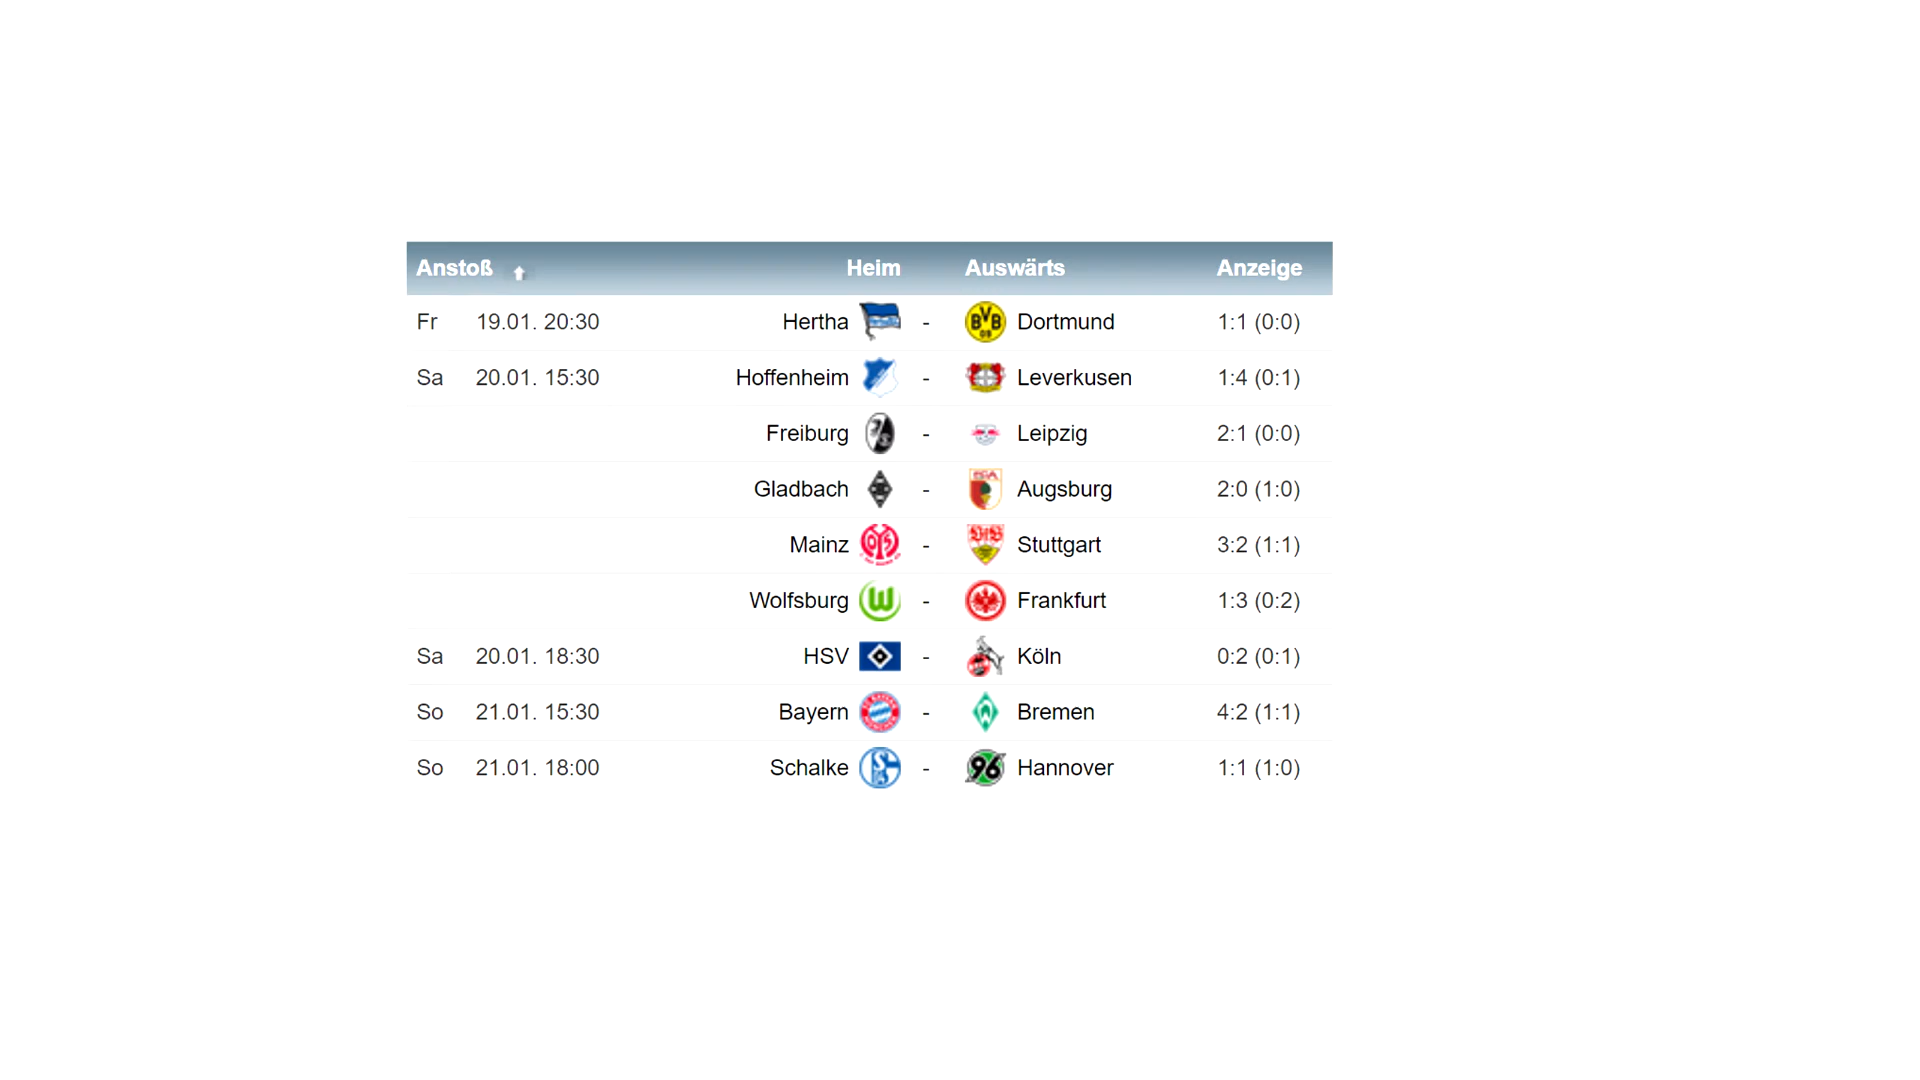 Anstoß Heim Auswärts Anzeige
Fr 19.01. 20:30 Hertha - Dortmund 1:1 (0:0)
Sa 20.01. 15:30 Hoffenheim - Leverkusen 1:4 (0:1)
Freiburg - Leipzig 2:1 (0:0)
Gladbach - Augsburg 2:0 (1:0)
Mainz - Stuttgart 3:2 (1:1)
Wolfsburg - Frankfurt 1:3 (0:2)
Sa 20.01. 18:30 HSV - Köln 0:2 (0:1)
So 21.01. 15:30 Bayern - Bremen 4:2 (1:1)
So 21.01. 18:00 Schalke - 96 Hannover 1:1 (1:0)